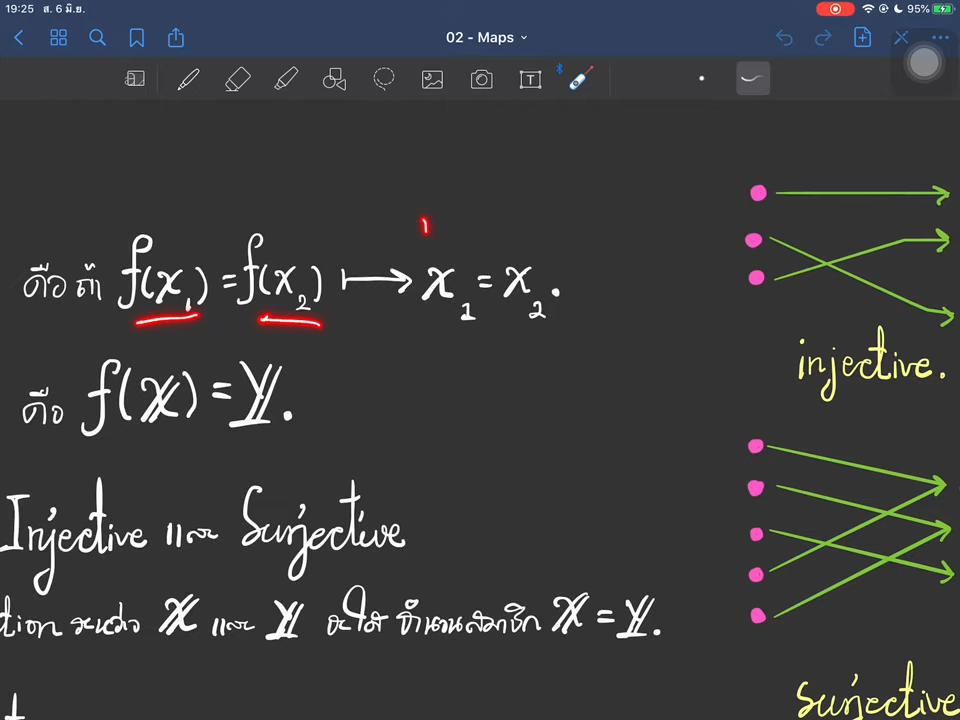 19:25 ส. 6 มิ.ย.
95%
02 - Maps
T
คือ ถ้า f(x₁) = f(x₂) ⟼ x₁ = x₂.
injective.
คือ f(X) = Y.
Injective และ Surjective
tion ระหว่าง X และ Y จะได้ จำนวนสมาชิก X = Y.
surjective